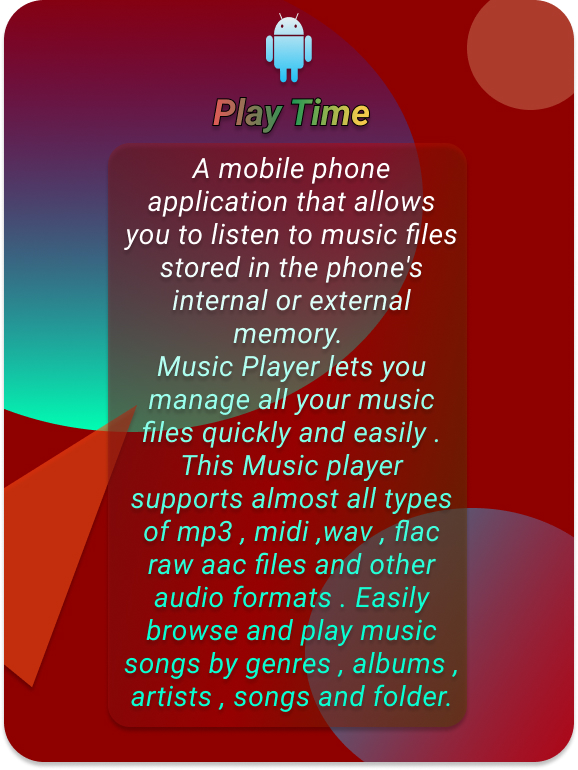 Play Time
A mobile phone
application that allows
you to listen to music files
stored in the phone's
internal or external
memory.
Music Player lets you
manage all your music
files quickly and easily .
This Music player
supports almost all types
of mp3 , midi ,wav , flac
raw aac files and other
audio formats . Easily
browse and play music
songs by genres , albums ,
artists , songs and folder.